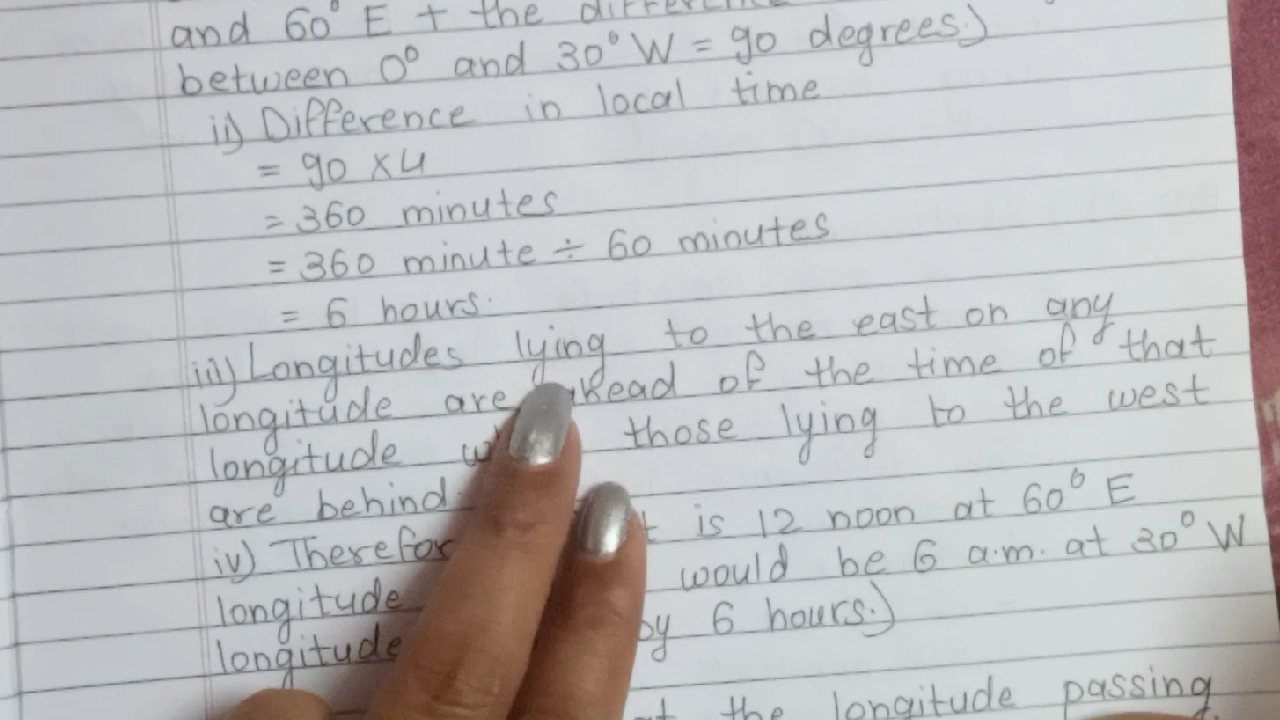 and 60° E + the difference
between 0° and 30° W = 90 degrees.)
ii) Difference in local time
= 90 x 4
= 360 minutes
= 360 minute ÷ 60 minutes
= 6 hours.
iii) Longitudes lying to the east on any
longitude are ahead of the time of that
longitude those lying to the west
are behind
iv) is 12 noon at 60° E
longitude would be 6 a.m. at 30° W
longitude by 6 hours.)
the longitude passing